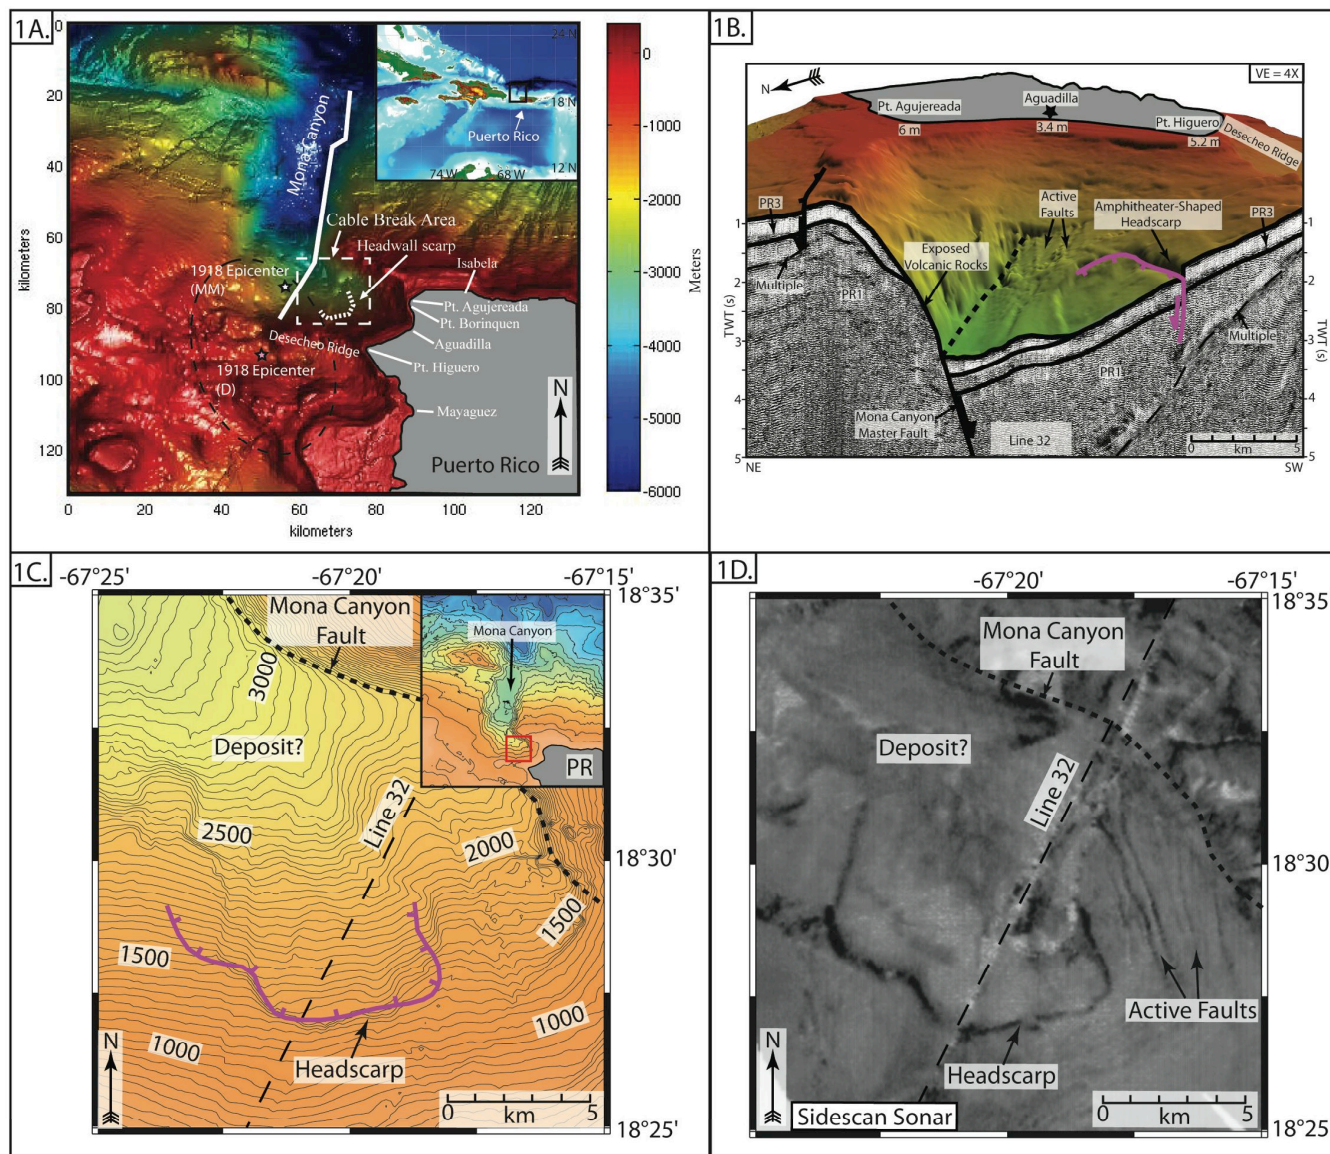 1A.
0
20
40
60
80
100
120
kilometers
0
20
40
60
80
100
120
kilometers
Mona Canyon
Cable Break Area
Headwall scarp
Isabela
1918 Epicenter
(MM)
Pt. Agujereada
Pt. Borinquen
Desecheo Ridge
Aguadilla
1918 Epicenter
(D)
Pt. Higuero
Mayaguez
N
Puerto Rico
24 N
18 N
Puerto Rico
12 N
74 W
68 W
0
-1000
-2000
-3000
-4000
-5000
-6000
Meters
1B.
VE = 4X
N
Pt. Agujereada
Aguadilla
Pt. Higuero
6 m
3.4 m
5.2 m
Desecheo Ridge
PR3
Active
Faults
Amphitheater-Shaped
Headscarp
PR3
Exposed
Volcanic Rocks
Multiple
PR1
Multiple
PR1
Mona Canyon
Master Fault
Line 32
TWT (s)
1
2
3
4
5
TWT (s)
1
2
3
4
5
0
5
km
NE
SW
1C.
-67°25'
-67°20'
-67°15'
18°35'
18°30'
18°25'
Mona Canyon
Fault
Mona Canyon
PR
3000
Deposit?
Line 32
2500
2000
1500
1500
1000
1000
Headscarp
N
0
5
km
1D.
-67°20'
-67°15'
18°35'
18°30'
18°25'
Mona Canyon
Fault
Deposit?
Line 32
Active Faults
Headscarp
N
0
5
km
Sidescan Sonar